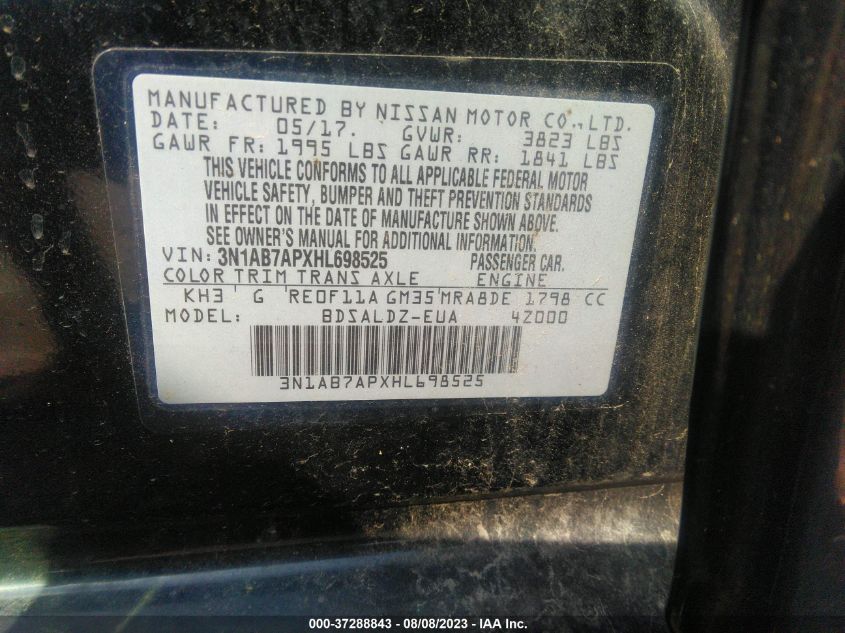 MANUFACTURED BY NISSAN MOTOR CO., LTD.
DATE: 05/17. GVWR: 3823 LBS
GAWR FR: 1995 LBS GAWR RR: 1841 LBS
THIS VEHICLE CONFORMS TO ALL APPLICABLE FEDERAL MOTOR
VEHICLE SAFETY, BUMPER AND THEFT PREVENTION STANDARDS
IN EFFECT ON THE DATE OF MANUFACTURE SHOWN ABOVE.
SEE OWNER'S MANUAL FOR ADDITIONAL INFORMATION.
VIN: 3N1AB7APXHL698525 PASSENGER CAR.
COLOR TRIM TRANS AXLE ENGINE
KH3 G RE0F11A GM35 MRA8DE 1798 CC
MODEL: BDSALDZ-EUA 4Z000
3N1AB7APXHL698525
000-37288843 - 08/08/2023 - IAAI.com